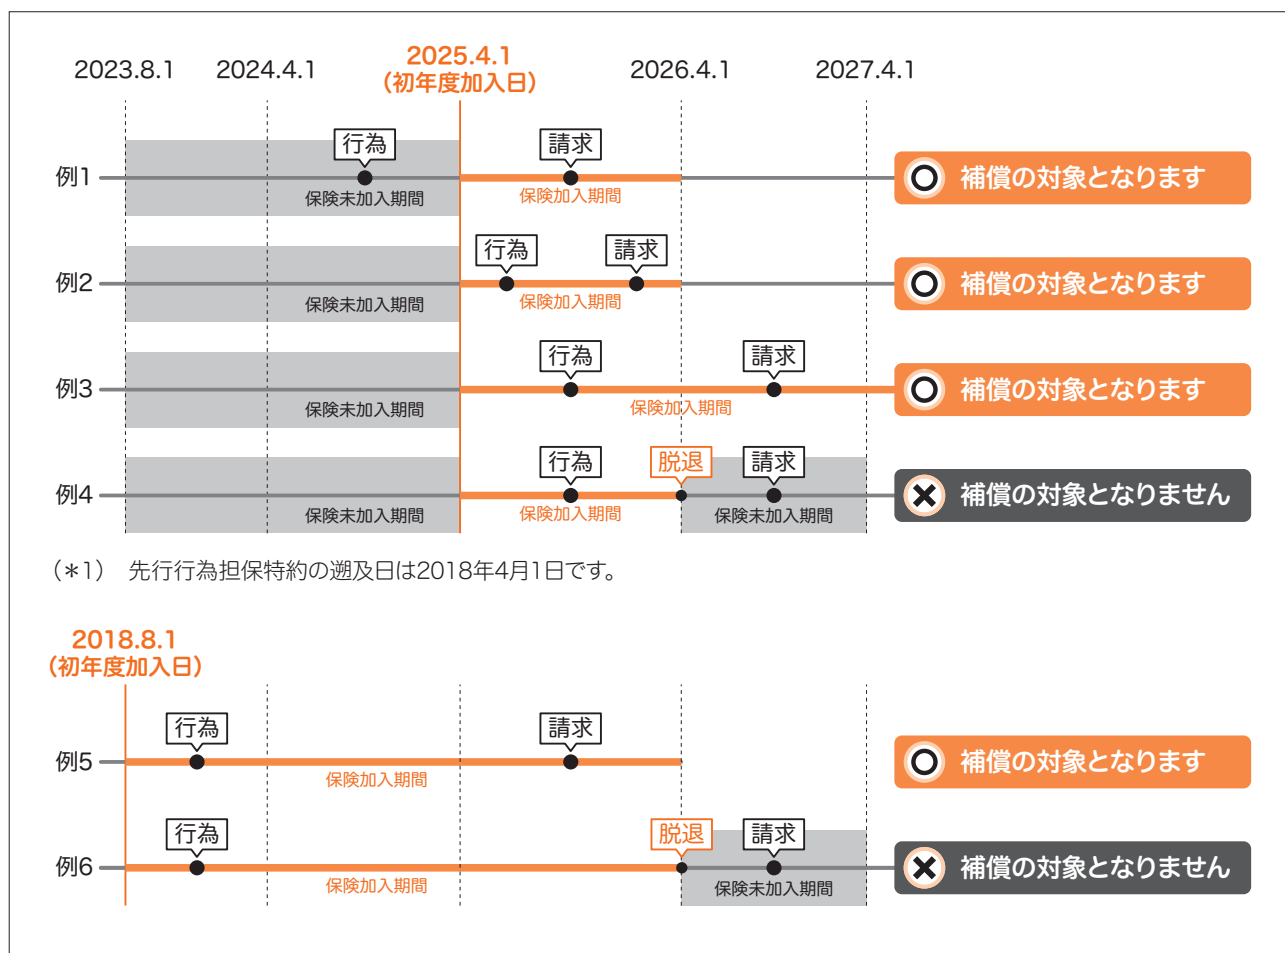 2023.8.1 2024.4.1 2025.4.1 2026.4.1 2027.4.1
(初年度加入日)
例1 行為 請求 補償の対象となります
保険未加入期間 保険加入期間
例2 行為 請求 補償の対象となります
保険未加入期間 保険加入期間
例3 行為 請求 補償の対象となります
保険未加入期間 保険加入期間
例4 行為 脱退 請求 補償の対象となりません
保険未加入期間 保険加入期間 保険未加入期間
(*1) 先行行為担保特約の遡及日は2018年4月1日です。
2018.8.1
(初年度加入日)
例5 行為 請求 補償の対象となります
保険加入期間
例6 行為 脱退 請求 補償の対象となりません
保険加入期間 保険未加入期間